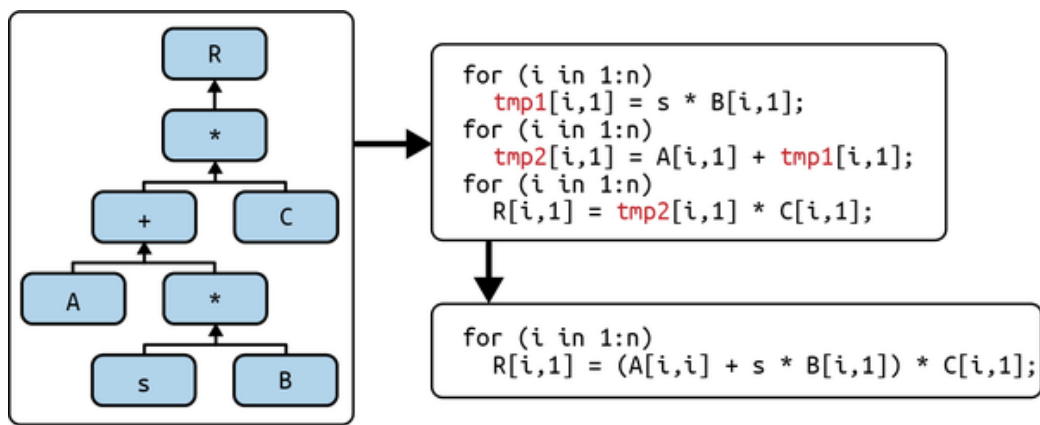 R
*
+
C
A
*
s
B
for (i in 1:n)
tmp1[i,1] = s * B[i,1];
for (i in 1:n)
tmp2[i,1] = A[i,1] + tmp1[i,1];
for (i in 1:n)
R[i,1] = tmp2[i,1] * C[i,1];
for (i in 1:n)
R[i,1] = (A[i,i] + s * B[i,1]) * C[i,1];